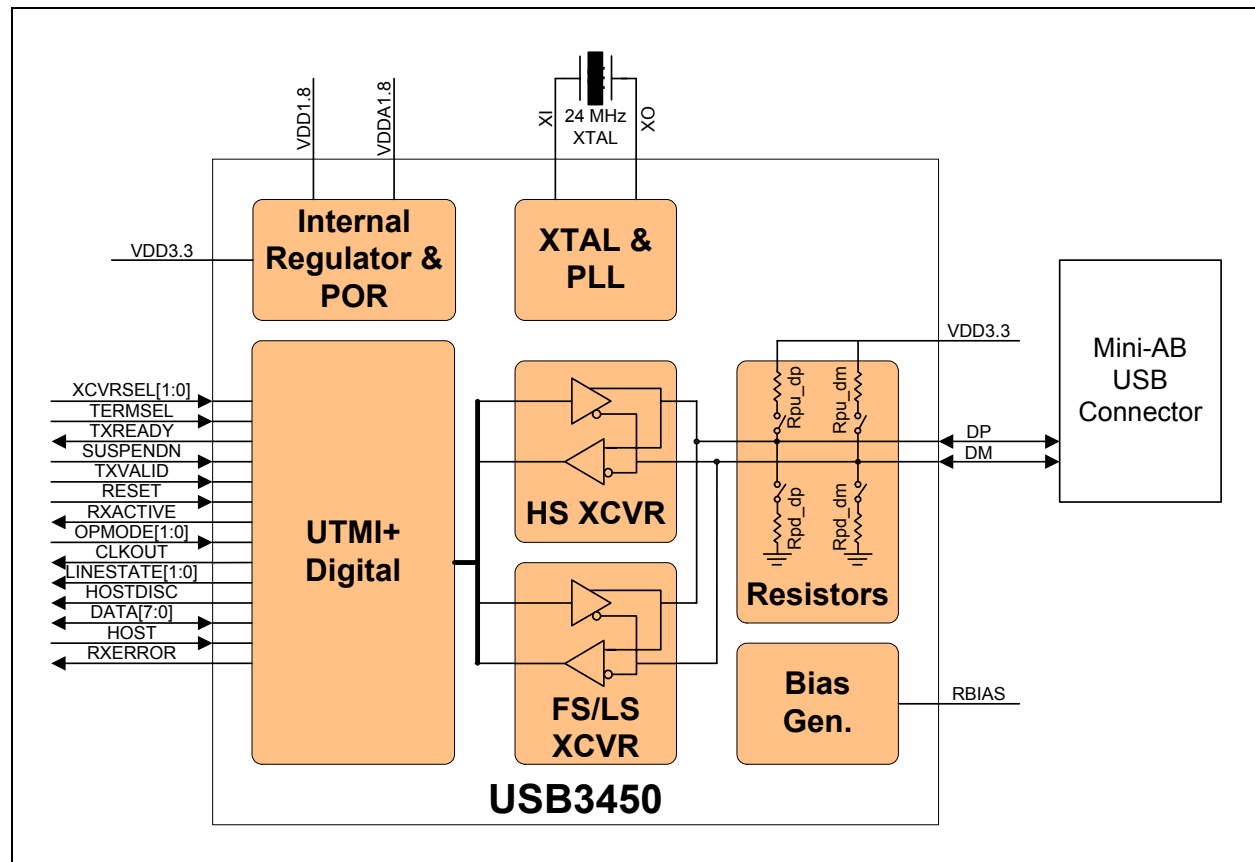 VDD1.8
VDDA1.8
XI
24 MHz
XTAL
XO
Internal
Regulator &
POR
XTAL &
PLL
VDD3.3
VDD3.3
Mini-AB
USB
Connector
XCVRSEL[1:0]
TERMSEL
TXREADY
SUSPENDN
TXVALID
RESET
RXACTIVE
OPMODE[1:0]
CLKOUT
LINESTATE[1:0]
HOSTDISC
DATA[7:0]
HOST
RXERROR
UTMI+
Digital
HS XCVR
FS/LS
XCVR
Rpu_dp
Rpu_dm
Rpd_dp
Rpd_dm
Resistors
DP
DM
Bias
Gen.
RBIAS
USB3450